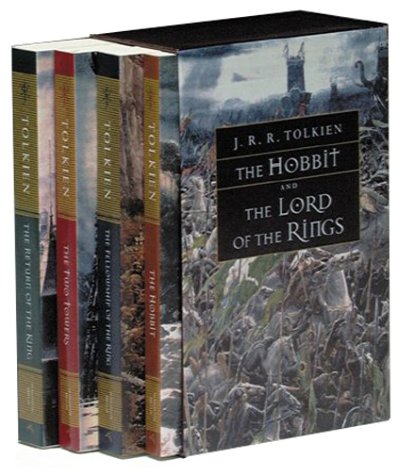 TOLKIEN
THE RETURN OF THE KING
TOLKIEN
THE TWO TOWERS
TOLKIEN
THE FELLOWSHIP OF THE RING
TOLKIEN
THE HOBBIT
J. R. R. TOLKIEN
THE HOBBIT
AND
THE LORD
OF THE RINGS